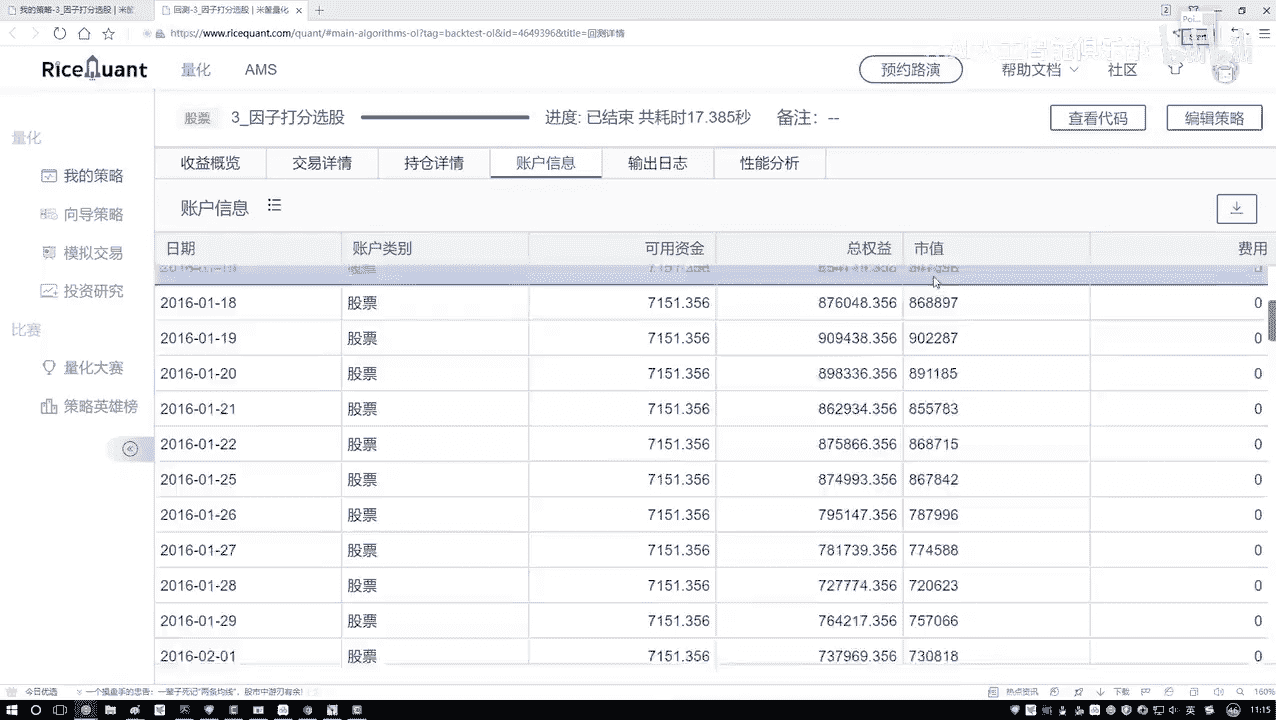 我的策略-3_因子打分选股 | 米筐 回测-3_因子打分选股 | 米筐量化 × + 2
Poi...
https://www.ricequant.com/quant/#main-algorithms-ol?tag=backtest-ol&id=4649396&title=回测详情
RiceQuant 量化 AMS 预约路演 帮助文档 社区
股票 3_因子打分选股 进度: 已结束 共耗时17.385秒 备注: -- 查看代码 编辑策略
量化
我的策略
向导策略
模拟交易
投资研究
比赛
量化大赛
策略英雄榜
收益概览 交易详情 持仓详情 账户信息 输出日志 性能分析
账户信息
日期 账户类别 可用资金 总权益 市值 费用
2016-01-18 股票 7151.356 876048.356 868897 0
2016-01-19 股票 7151.356 909438.356 902287 0
2016-01-20 股票 7151.356 898336.356 891185 0
2016-01-21 股票 7151.356 862934.356 855783 0
2016-01-22 股票 7151.356 875866.356 868715 0
2016-01-25 股票 7151.356 874993.356 867842 0
2016-01-26 股票 7151.356 795147.356 787996 0
2016-01-27 股票 7151.356 781739.356 774588 0
2016-01-28 股票 7151.356 727774.356 720623 0
2016-01-29 股票 7151.356 764217.356 757066 0
2016-02-01 股票 7151.356 737969.356 730818 0
今日优选 一个操盘手的忠告: 一辈子死记"两条均线", 股市中游刃有余! 热点资讯 下载 160%
英 11:15